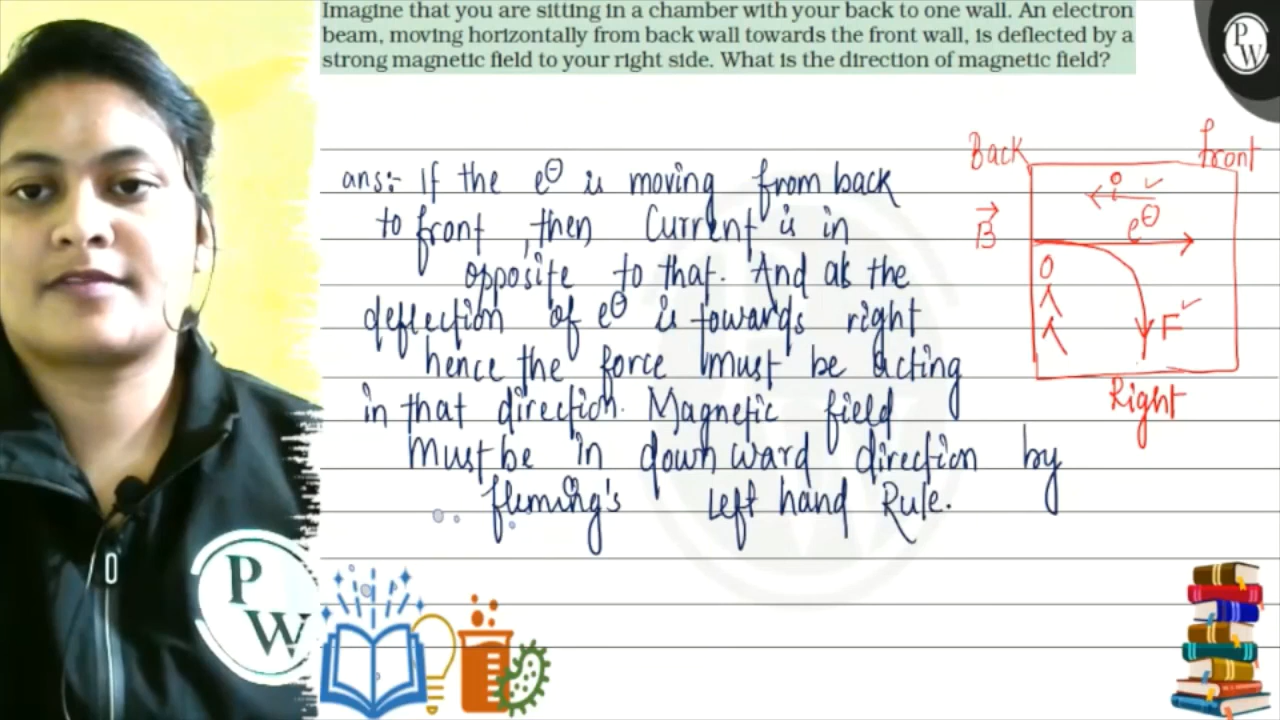 Imagine that you are sitting in a chamber with your back to one wall. An electron
beam, moving horizontally from back wall towards the front wall, is deflected by a
strong magnetic field to your right side. What is the direction of magnetic field?
P
W
Back
front
ans:- If the e⊖ is moving from back
to front, then Current is in
opposite to that. And as the
deflection of e⊖ is towards right
hence the force must be acting
in that direction. Magnetic field
must be in downward direction by
fleming's Left hand Rule.
i
e⊖
B
F
Right
P
W